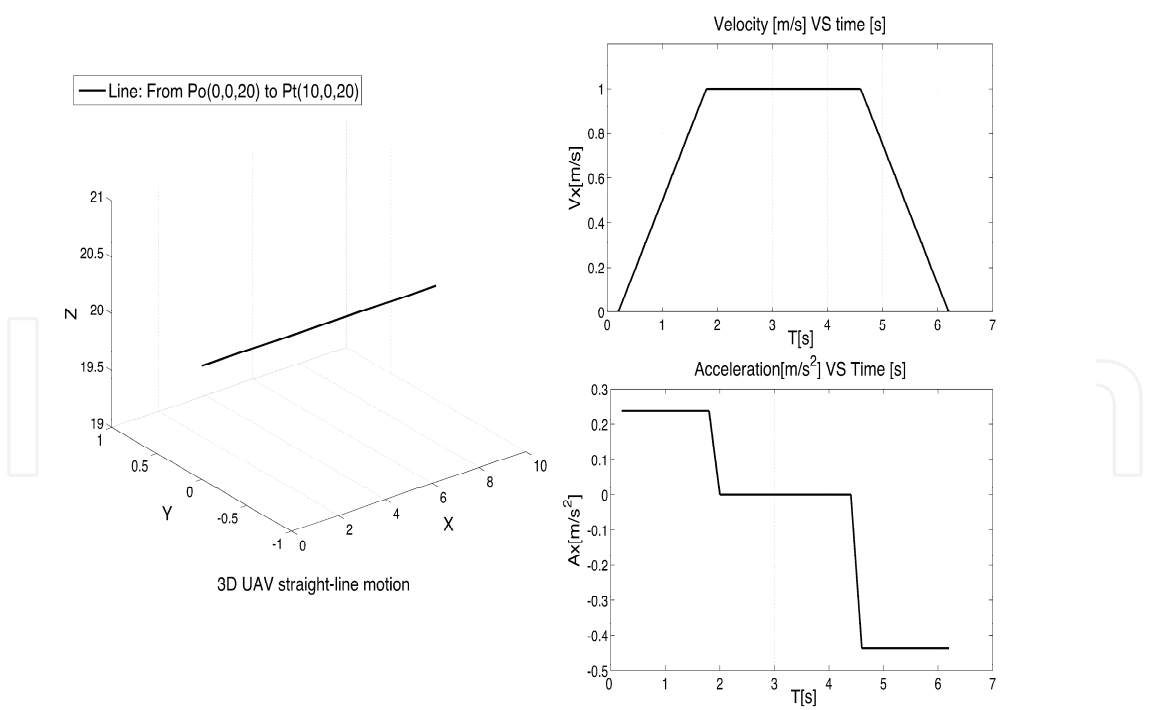 Line: From Po(0,0,20) to Pt(10,0,20)
21
20.5
20
19.5
19
Z
1
0.5
0
-0.5
-1
Y
0
2
4
6
8
10
X
3D UAV straight-line motion
Velocity [m/s] VS time [s]
1
0.8
0.6
0.4
0.2
0
Vx[m/s]
0 1 2 3 4 5 6 7
T[s]
Acceleration[m/s²] VS Time [s]
0.3
0.2
0.1
0
-0.1
-0.2
-0.3
-0.4
-0.5
Ax[m/s²]
0 1 2 3 4 5 6 7
T[s]